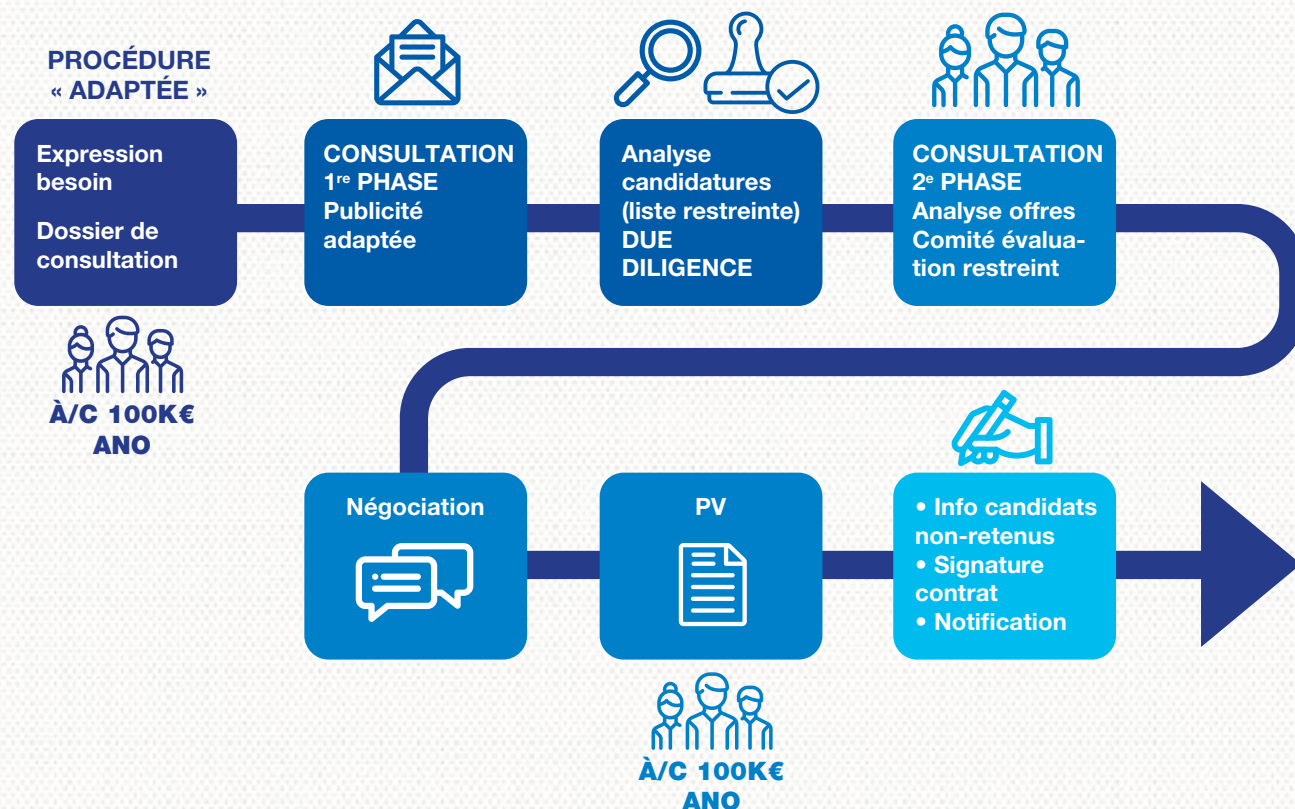 PROCÉDURE
« ADAPTÉE »
Expression
besoin
Dossier de
consultation
À/C 100K€
ANO
CONSULTATION
1re PHASE
Publicité
adaptée
Analyse
candidatures
(liste restreinte)
DUE
DILIGENCE
CONSULTATION
2e PHASE
Analyse offres
Comité évalua-
tion restreint
Négociation
PV
À/C 100K€
ANO
• Info candidats
non-retenus
• Signature
contrat
• Notification